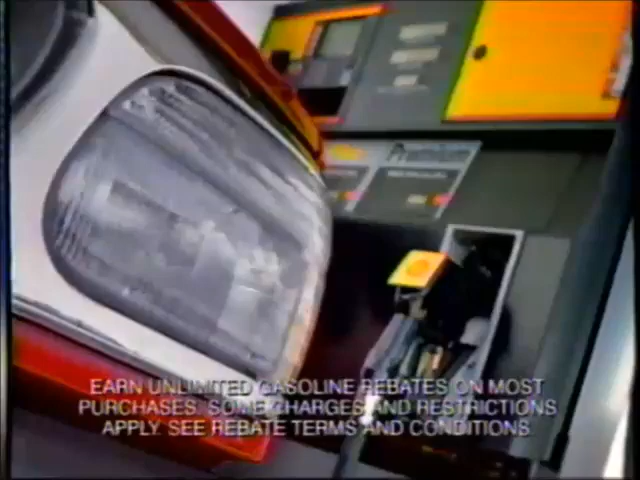 Premium
EARN UNLIMITED GASOLINE REBATES ON MOST
PURCHASES. SOME CHARGES AND RESTRICTIONS
APPLY. SEE REBATE TERMS AND CONDITIONS